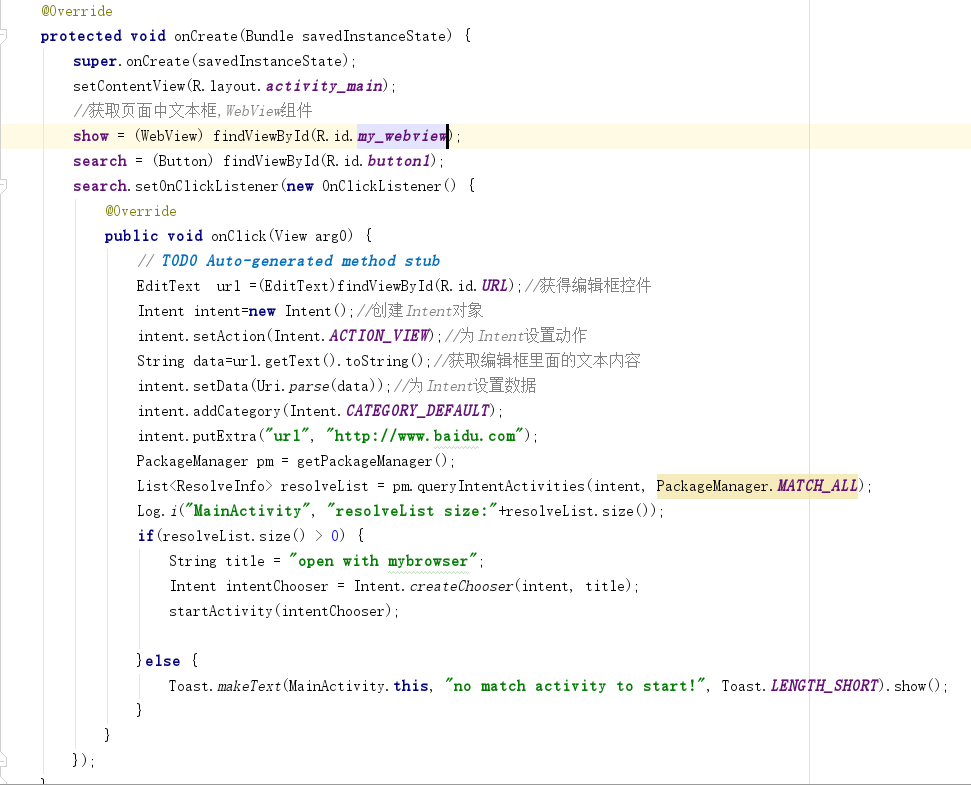 @Override
protected void onCreate(Bundle savedInstanceState) {
super.onCreate(savedInstanceState);
setContentView(R.layout.activity_main);
//获取页面中文本框,WebView组件
show = (WebView) findViewById(R.id.my_webview);
search = (Button) findViewById(R.id.button1);
search.setOnClickListener(new OnClickListener() {
@Override
public void onClick(View arg0) {
// TODO Auto-generated method stub
EditText  url =(EditText)findViewById(R.id.URL);//获得编辑框控件
Intent intent=new Intent();//创建Intent对象
intent.setAction(Intent.ACTION_VIEW);//为Intent设置动作
String data=url.getText().toString();//获取编辑框里面的文本内容
intent.setData(Uri.parse(data));//为Intent设置数据
intent.addCategory(Intent.CATEGORY_DEFAULT);
intent.putExtra("url", "http://www.baidu.com");
PackageManager pm = getPackageManager();
List<ResolveInfo> resolveList = pm.queryIntentActivities(intent, PackageManager.MATCH_ALL);
Log.i("MainActivity", "resolveList size:"+resolveList.size());
if(resolveList.size() > 0) {
String title = "open with mybrowser";
Intent intentChooser = Intent.createChooser(intent, title);
startActivity(intentChooser);
}else {
Toast.makeText(MainActivity.this, "no match activity to start!", Toast.LENGTH_SHORT).show();
}
}
});